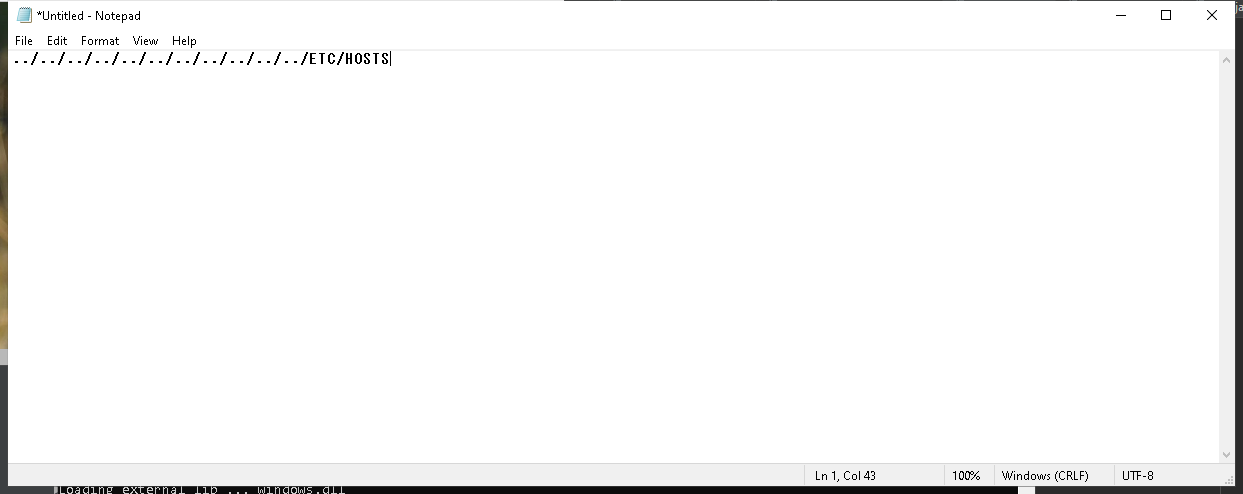 *Untitled - Notepad
File Edit Format View Help
../../../../../../../../../../../ETC/HOSTS
Ln 1, Col 43 100% Windows (CRLF) UTF-8
Loading external lib ... windows.dll